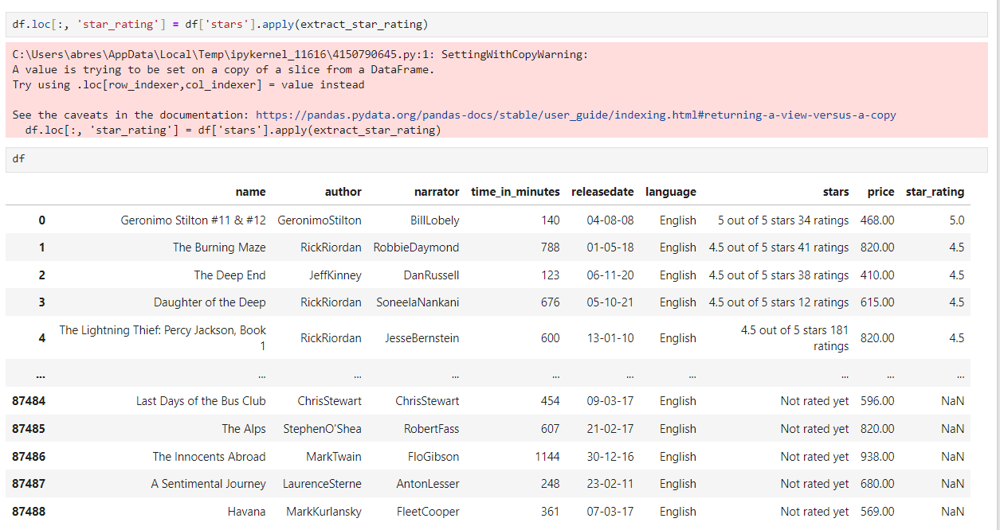 df.loc[:, 'star_rating'] = df['stars'].apply(extract_star_rating)
C:\Users\abres\AppData\Local\Temp\ipykernel_11616\4150790645.py:1: SettingWithCopyWarning:
A value is trying to be set on a copy of a slice from a DataFrame.
Try using .loc[row_indexer,col_indexer] = value instead
See the caveats in the documentation: https://pandas.pydata.org/pandas-docs/stable/user_guide/indexing.html#returning-a-view-versus-a-copy
df.loc[:, 'star_rating'] = df['stars'].apply(extract_star_rating)
df
name author narrator time_in_minutes releasedate language stars price star_rating
0 Geronimo Stilton #11 & #12 GeronimoStilton BillLobely 140 04-08-08 English 5 out of 5 stars 34 ratings 468.00 5.0
1 The Burning Maze RickRiordan RobbieDaymond 788 01-05-18 English 4.5 out of 5 stars 41 ratings 820.00 4.5
2 The Deep End JeffKinney DanRussell 123 06-11-20 English 4.5 out of 5 stars 38 ratings 410.00 4.5
3 Daughter of the Deep RickRiordan SoneelaNankani 676 05-10-21 English 4.5 out of 5 stars 12 ratings 615.00 4.5
4 The Lightning Thief: Percy Jackson, Book 1 RickRiordan JesseBernstein 600 13-01-10 English 4.5 out of 5 stars 181 ratings 820.00 4.5
... ... ... ... ... ... ... ... ... ...
87484 Last Days of the Bus Club ChrisStewart ChrisStewart 454 09-03-17 English Not rated yet 596.00 NaN
87485 The Alps StephenO'Shea RobertFass 607 21-02-17 English Not rated yet 820.00 NaN
87486 The Innocents Abroad MarkTwain FloGibson 1144 30-12-16 English Not rated yet 938.00 NaN
87487 A Sentimental Journey LaurenceSterne AntonLesser 248 23-02-11 English Not rated yet 680.00 NaN
87488 Havana MarkKurlansky FleetCooper 361 07-03-17 English Not rated yet 569.00 NaN